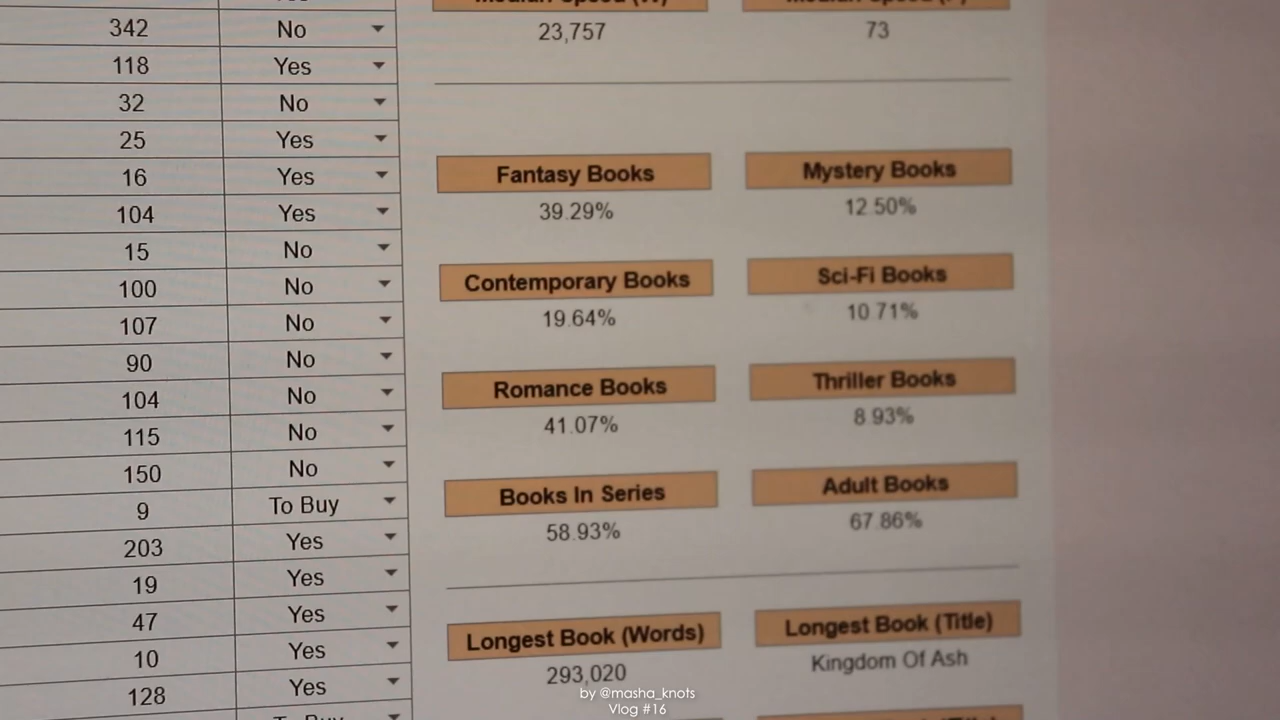 342 No
118 Yes
32 No
25 Yes
16 Yes
104 Yes
15 No
100 No
107 No
90 No
104 No
115 No
150 No
9 To Buy
203 Yes
19 Yes
47 Yes
10 Yes
128 Yes
To Buy
23,757 73
Fantasy Books Mystery Books
39.29% 12.50%
Contemporary Books Sci-Fi Books
19.64% 10.71%
Romance Books Thriller Books
41.07% 8.93%
Books In Series Adult Books
58.93% 67.86%
Longest Book (Words) Longest Book (Title)
293,020 Kingdom Of Ash
by @masha_knots
Vlog #16